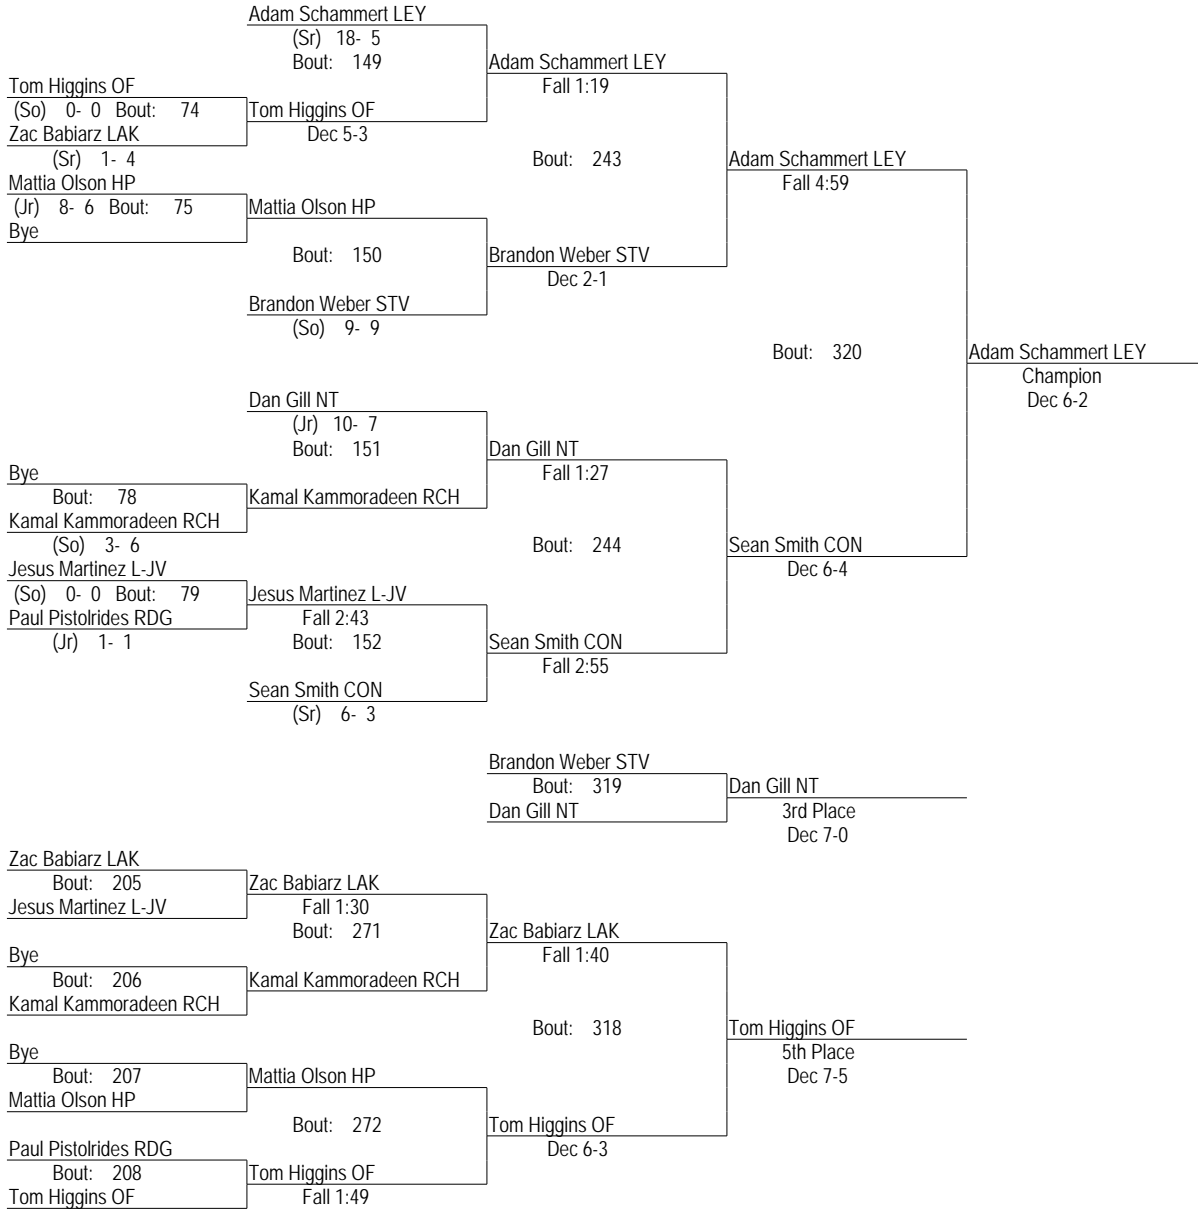 Adam Schammert LEY
(Sr) 18- 5
Bout: 149
Adam Schammert LEY
Fall 1:19
Tom Higgins OF
(So) 0- 0 Bout: 74
Tom Higgins OF
Dec 5-3
Zac Babiarz LAK
(Sr) 1- 4
Bout: 243
Adam Schammert LEY
Fall 4:59
Mattia Olson HP
(Jr) 8- 6 Bout: 75
Mattia Olson HP
Bye
Bout: 150
Brandon Weber STV
Dec 2-1
Brandon Weber STV
(So) 9- 9
Bout: 320
Adam Schammert LEY
Champion
Dec 6-2
Dan Gill NT
(Jr) 10- 7
Bout: 151
Dan Gill NT
Fall 1:27
Bye
Bout: 78
Kamal Kammoradeen RCH
Kamal Kammoradeen RCH
(So) 3- 6
Bout: 244
Sean Smith CON
Dec 6-4
Jesus Martinez L-JV
(So) 0- 0 Bout: 79
Jesus Martinez L-JV
Fall 2:43
Paul Pistolrides RDG
(Jr) 1- 1
Bout: 152
Sean Smith CON
Fall 2:55
Sean Smith CON
(Sr) 6- 3
Brandon Weber STV
Bout: 319
Dan Gill NT
Dan Gill NT
3rd Place
Dec 7-0
Zac Babiarz LAK
Bout: 205
Zac Babiarz LAK
Fall 1:30
Jesus Martinez L-JV
Bout: 271
Zac Babiarz LAK
Fall 1:40
Bye
Bout: 206
Kamal Kammoradeen RCH
Kamal Kammoradeen RCH
Bout: 318
Tom Higgins OF
5th Place
Dec 7-5
Bye
Bout: 207
Mattia Olson HP
Mattia Olson HP
Bout: 272
Tom Higgins OF
Dec 6-3
Paul Pistolrides RDG
Bout: 208
Tom Higgins OF
Fall 1:49
Tom Higgins OF